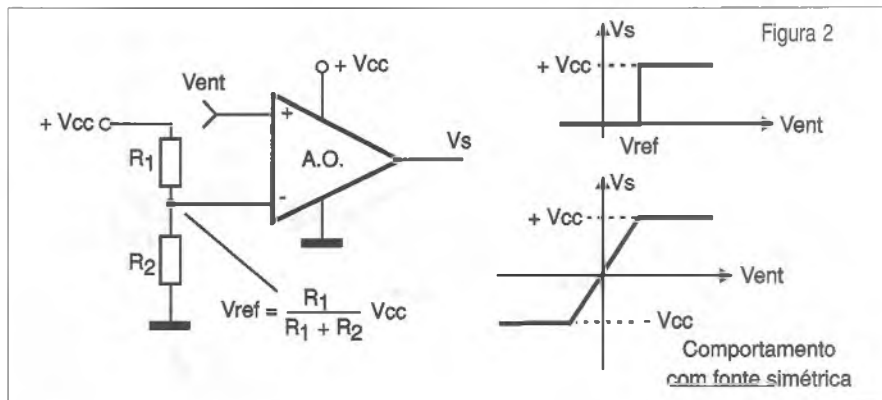 Figura 2
Vent
+ Vcc
+ Vcc
R1
R2
+
-
A.O.
Vs
Vref = R1 / R1 + R2 Vcc
Vs
+ Vcc
Vref
Vent
Vs
+ Vcc
Vent
- Vcc
Comportamento
com fonte simétrica